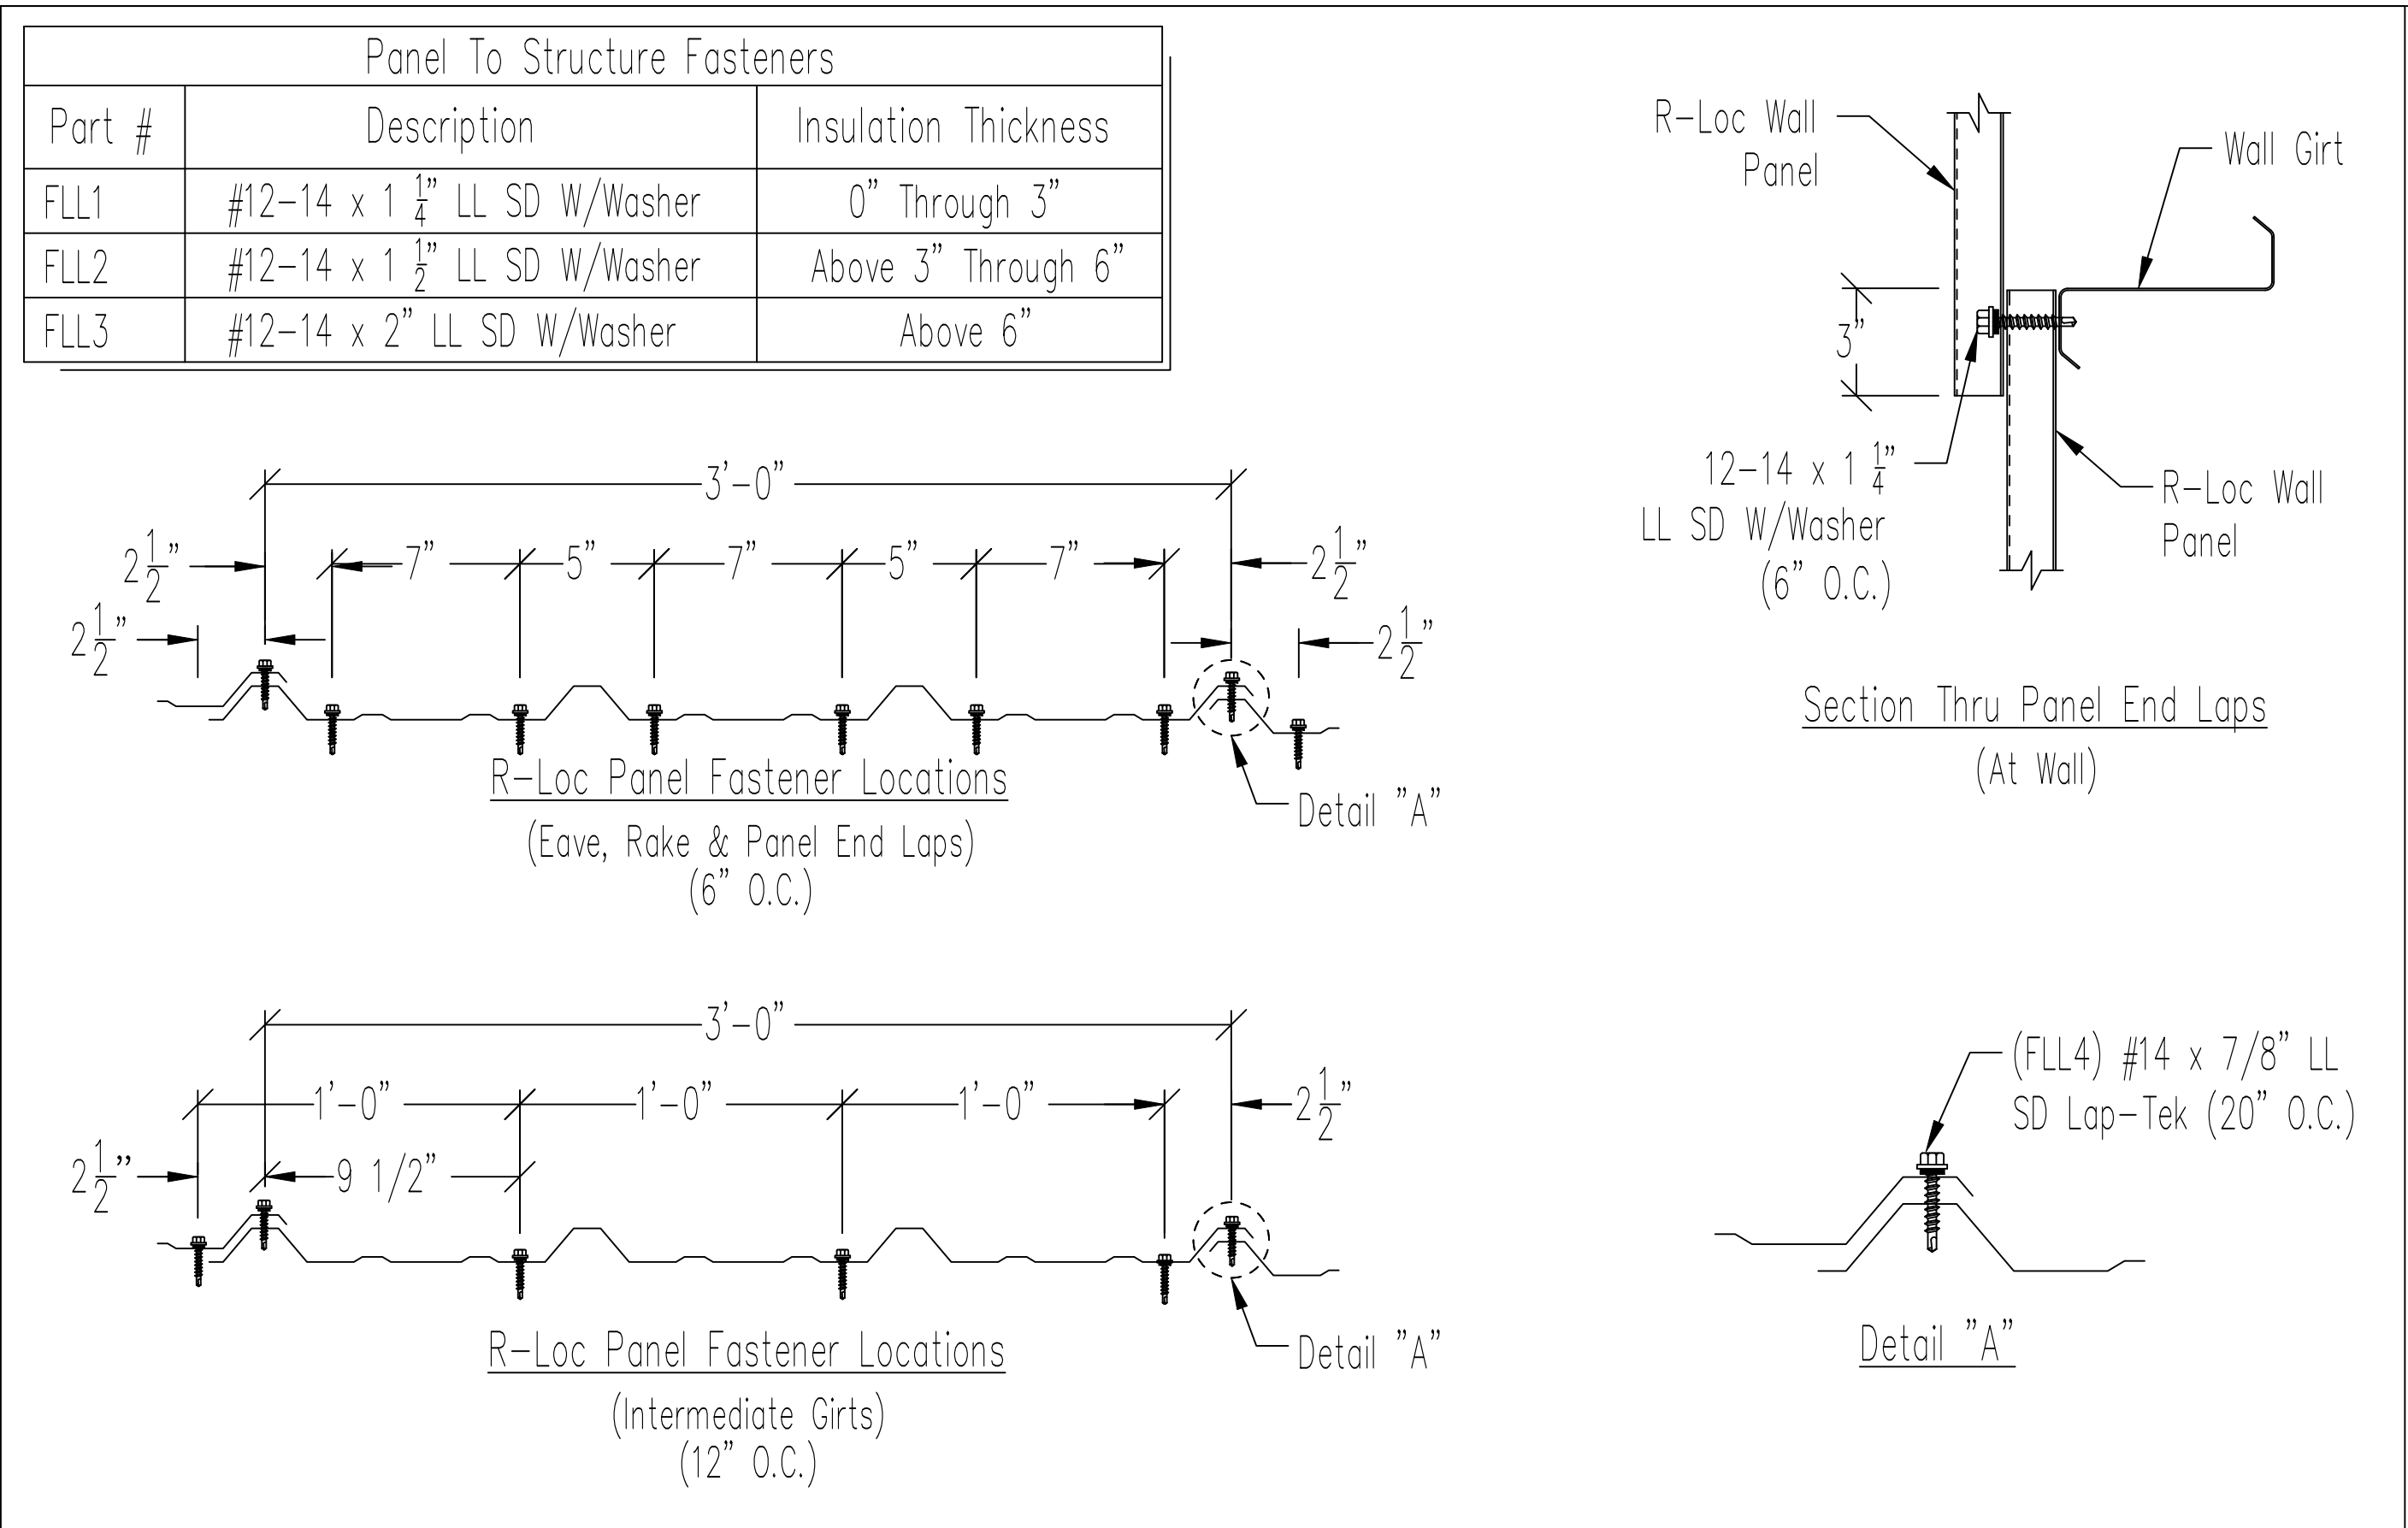 Panel To Structure Fasteners
Part # Description Insulation Thickness
FLL1 #12-14 x 1 1/4" LL SD W/Washer 0" Through 3"
FLL2 #12-14 x 1 1/2" LL SD W/Washer Above 3" Through 6"
FLL3 #12-14 x 2" LL SD W/Washer Above 6"
R-Loc Wall
Panel
Wall Girt
3"
12-14 x 1 1/4"
LL SD W/Washer
(6" O.C.)
R-Loc Wall
Panel
Section Thru Panel End Laps
(At Wall)
3'-0"
2 1/2" 7" 5" 7" 5" 7" 2 1/2"
2 1/2" 2 1/2"
R-Loc Panel Fastener Locations
(Eave, Rake & Panel End Laps)
(6" O.C.)
Detail "A"
3'-0"
1'-0" 1'-0" 1'-0" 2 1/2"
2 1/2" 9 1/2"
R-Loc Panel Fastener Locations
(Intermediate Girts)
(12" O.C.)
Detail "A"
(FLL4) #14 x 7/8" LL
SD Lap-Tek (20" O.C.)
Detail "A"